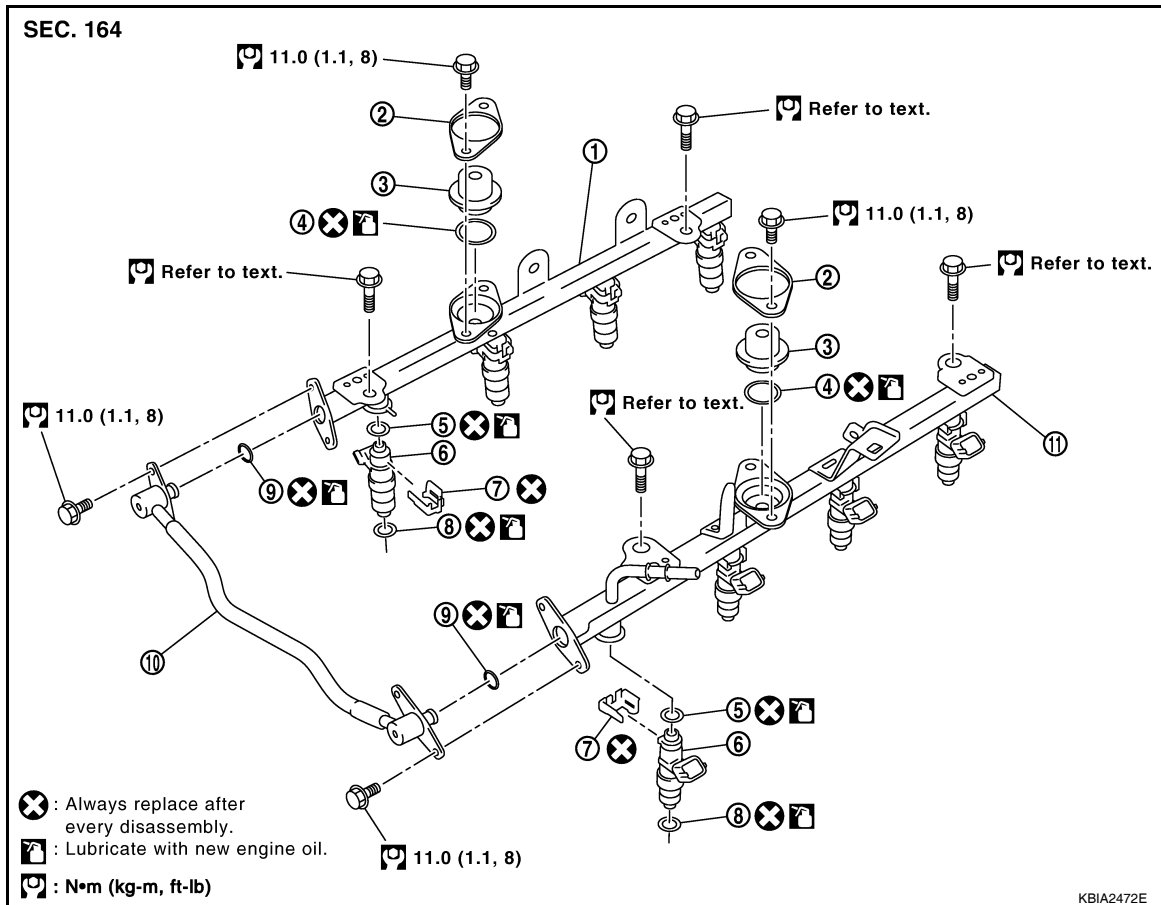 SEC. 164
11.0 (1.1, 8)
2
Refer to text.
1
3
4
11.0 (1.1, 8)
Refer to text.
2
Refer to text.
3
4
Refer to text.
11.0 (1.1, 8)
5
6
11
9
7
8
9
10
5
7
6
8
: Always replace after
every disassembly.
: Lubricate with new engine oil.
11.0 (1.1, 8)
: N•m (kg-m, ft-lb)
KBIA2472E